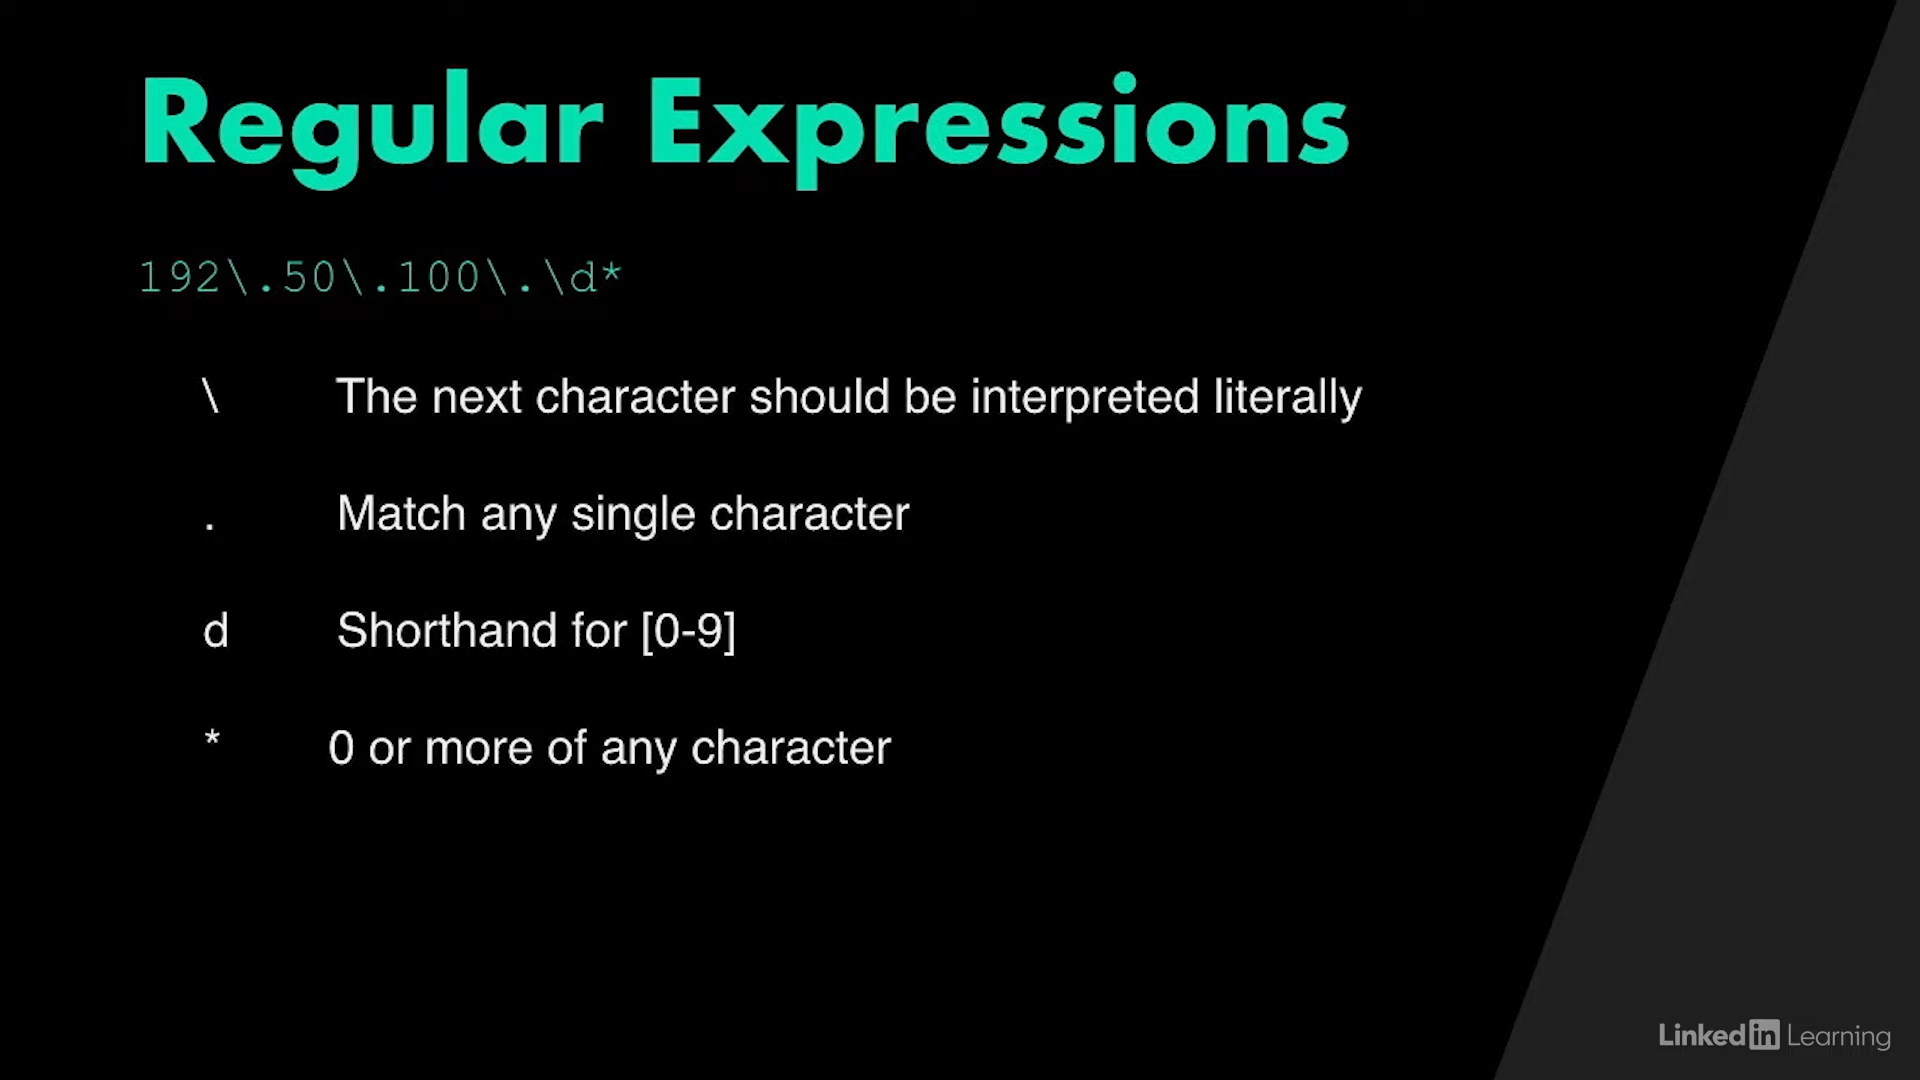 Regular Expressions
192\.50\.100\.\d*
\ The next character should be interpreted literally
. Match any single character
d Shorthand for [0-9]
* 0 or more of any character
Linked in Learning